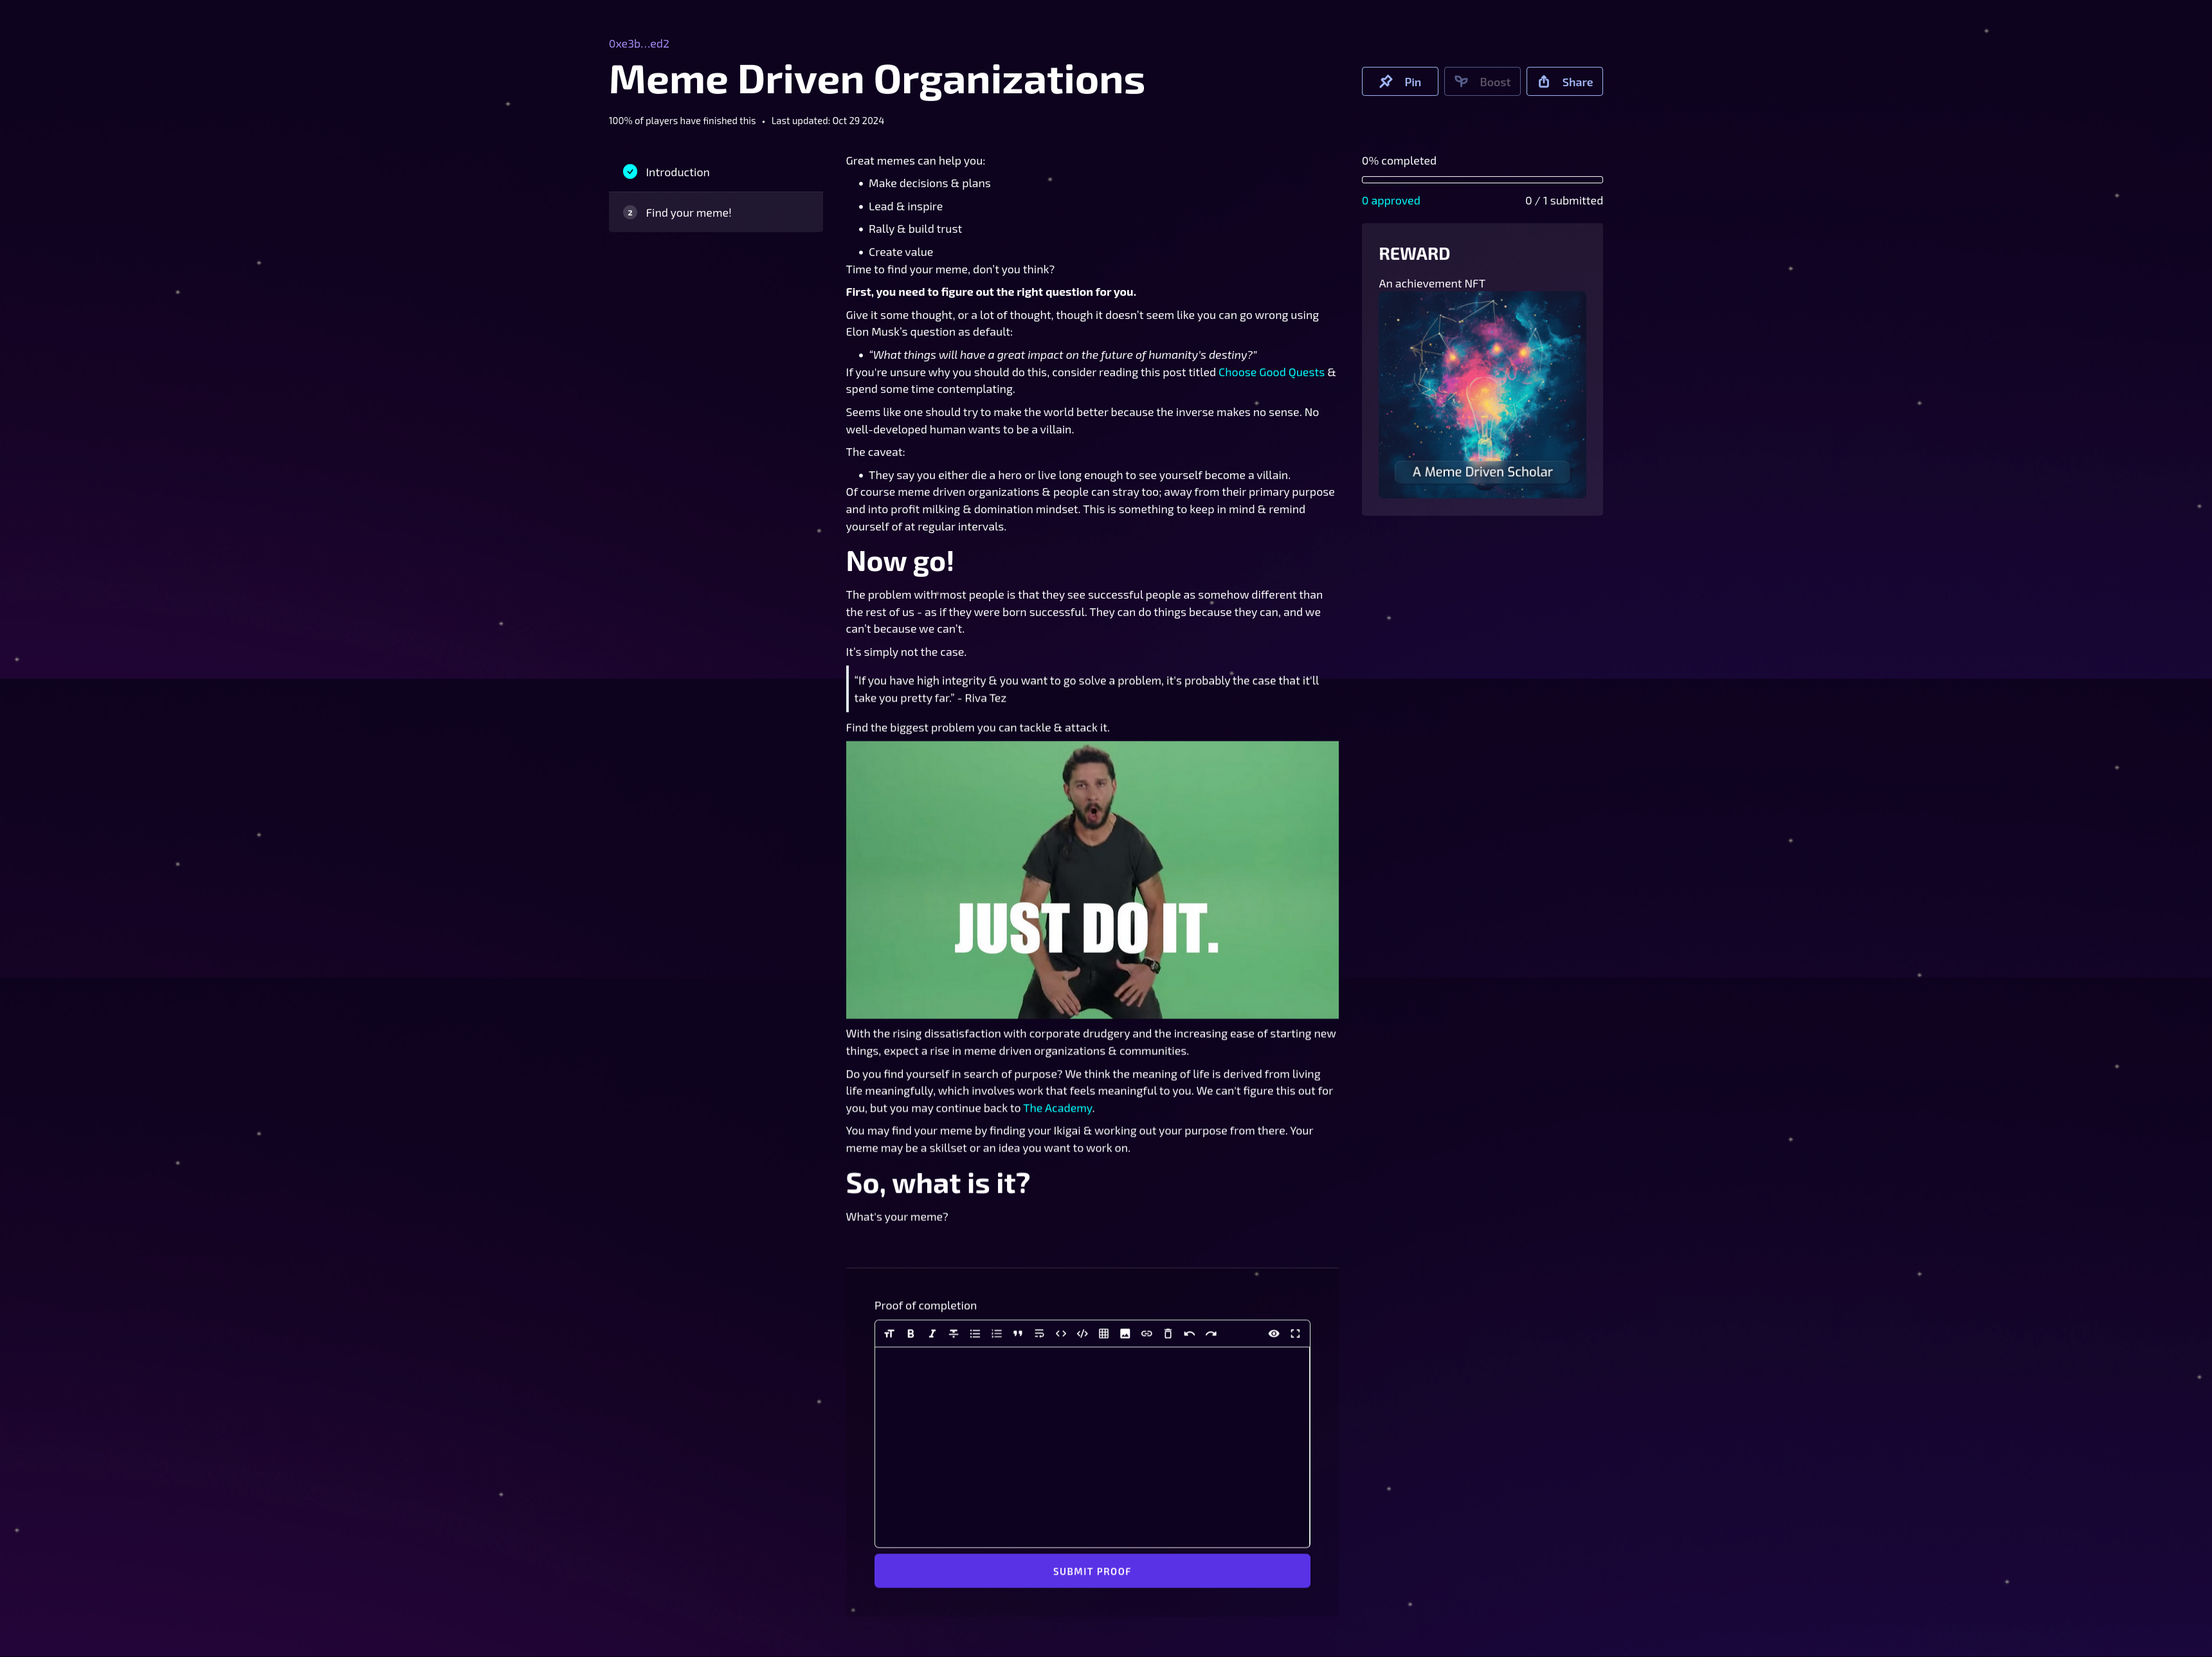 0xe3b...ed2
Meme Driven Organizations
Pin
Boost
Share
100% of players have finished this • Last updated: Oct 29 2024
Introduction
2 Find your meme!
Great memes can help you:
• Make decisions & plans
• Lead & inspire
• Rally & build trust
• Create value
Time to find your meme, don't you think?
First, you need to figure out the right question for you.
Give it some thought, or a lot of thought, though it doesn't seem like you can go wrong using
Elon Musk's question as default:
• “What things will have a great impact on the future of humanity's destiny?”
If you're unsure why you should do this, consider reading this post titled Choose Good Quests &
spend some time contemplating.
Seems like one should try to make the world better because the inverse makes no sense. No
well-developed human wants to be a villain.
The caveat:
• They say you either die a hero or live long enough to see yourself become a villain.
Of course meme driven organizations & people can stray too; away from their primary purpose
and into profit milking & domination mindset. This is something to keep in mind & remind
yourself of at regular intervals.
Now go!
The problem with most people is that they see successful people as somehow different than
the rest of us - as if they were born successful. They can do things because they can, and we
can't because we can't.
It's simply not the case.
“If you have high integrity & you want to go solve a problem, it's probably the case that it'll
take you pretty far.” - Riva Tez
Find the biggest problem you can tackle & attack it.
JUST DO IT.
With the rising dissatisfaction with corporate drudgery and the increasing ease of starting new
things, expect a rise in meme driven organizations & communities.
Do you find yourself in search of purpose? We think the meaning of life is derived from living
life meaningfully, which involves work that feels meaningful to you. We can't figure this out for
you, but you may continue back to The Academy.
You may find your meme by finding your Ikigai & working out your purpose from there. Your
meme may be a skillset or an idea you want to work on.
So, what is it?
What's your meme?
Proof of completion
SUBMIT PROOF
0% completed
0 approved
0 / 1 submitted
REWARD
An achievement NFT
A Meme Driven Scholar